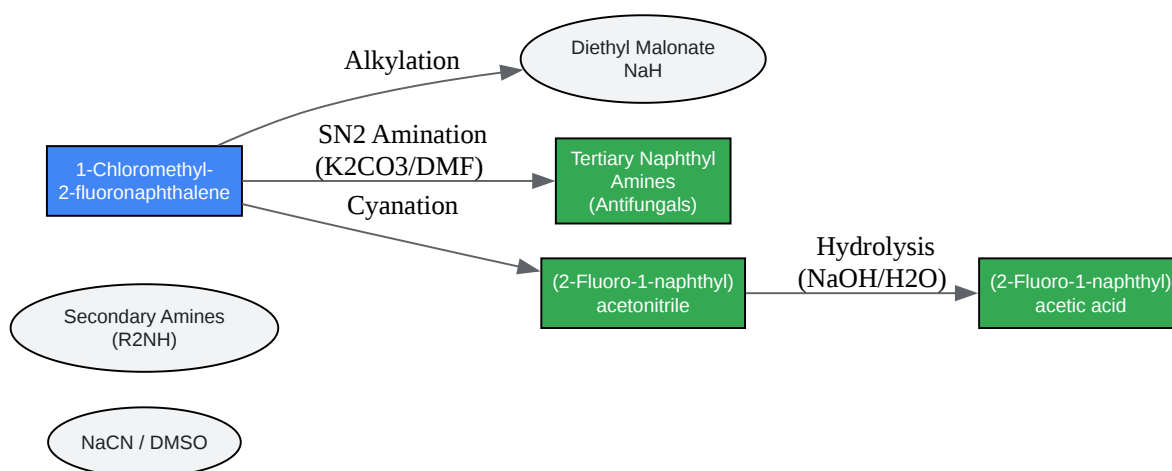 Diethyl Malonate
NaH
Alkylation
SN2 Amination
(K2CO3/DMF)
1-Chloromethyl-
2-fluoronaphthalene
Tertiary Naphthyl
Amines
(Antifungals)
Cyanation
Hydrolysis
(NaOH/H2O)
(2-Fluoro-1-naphthyl)
acetonitrile
(2-Fluoro-1-naphthyl)
acetic acid
Secondary Amines
(R2NH)
NaCN / DMSO